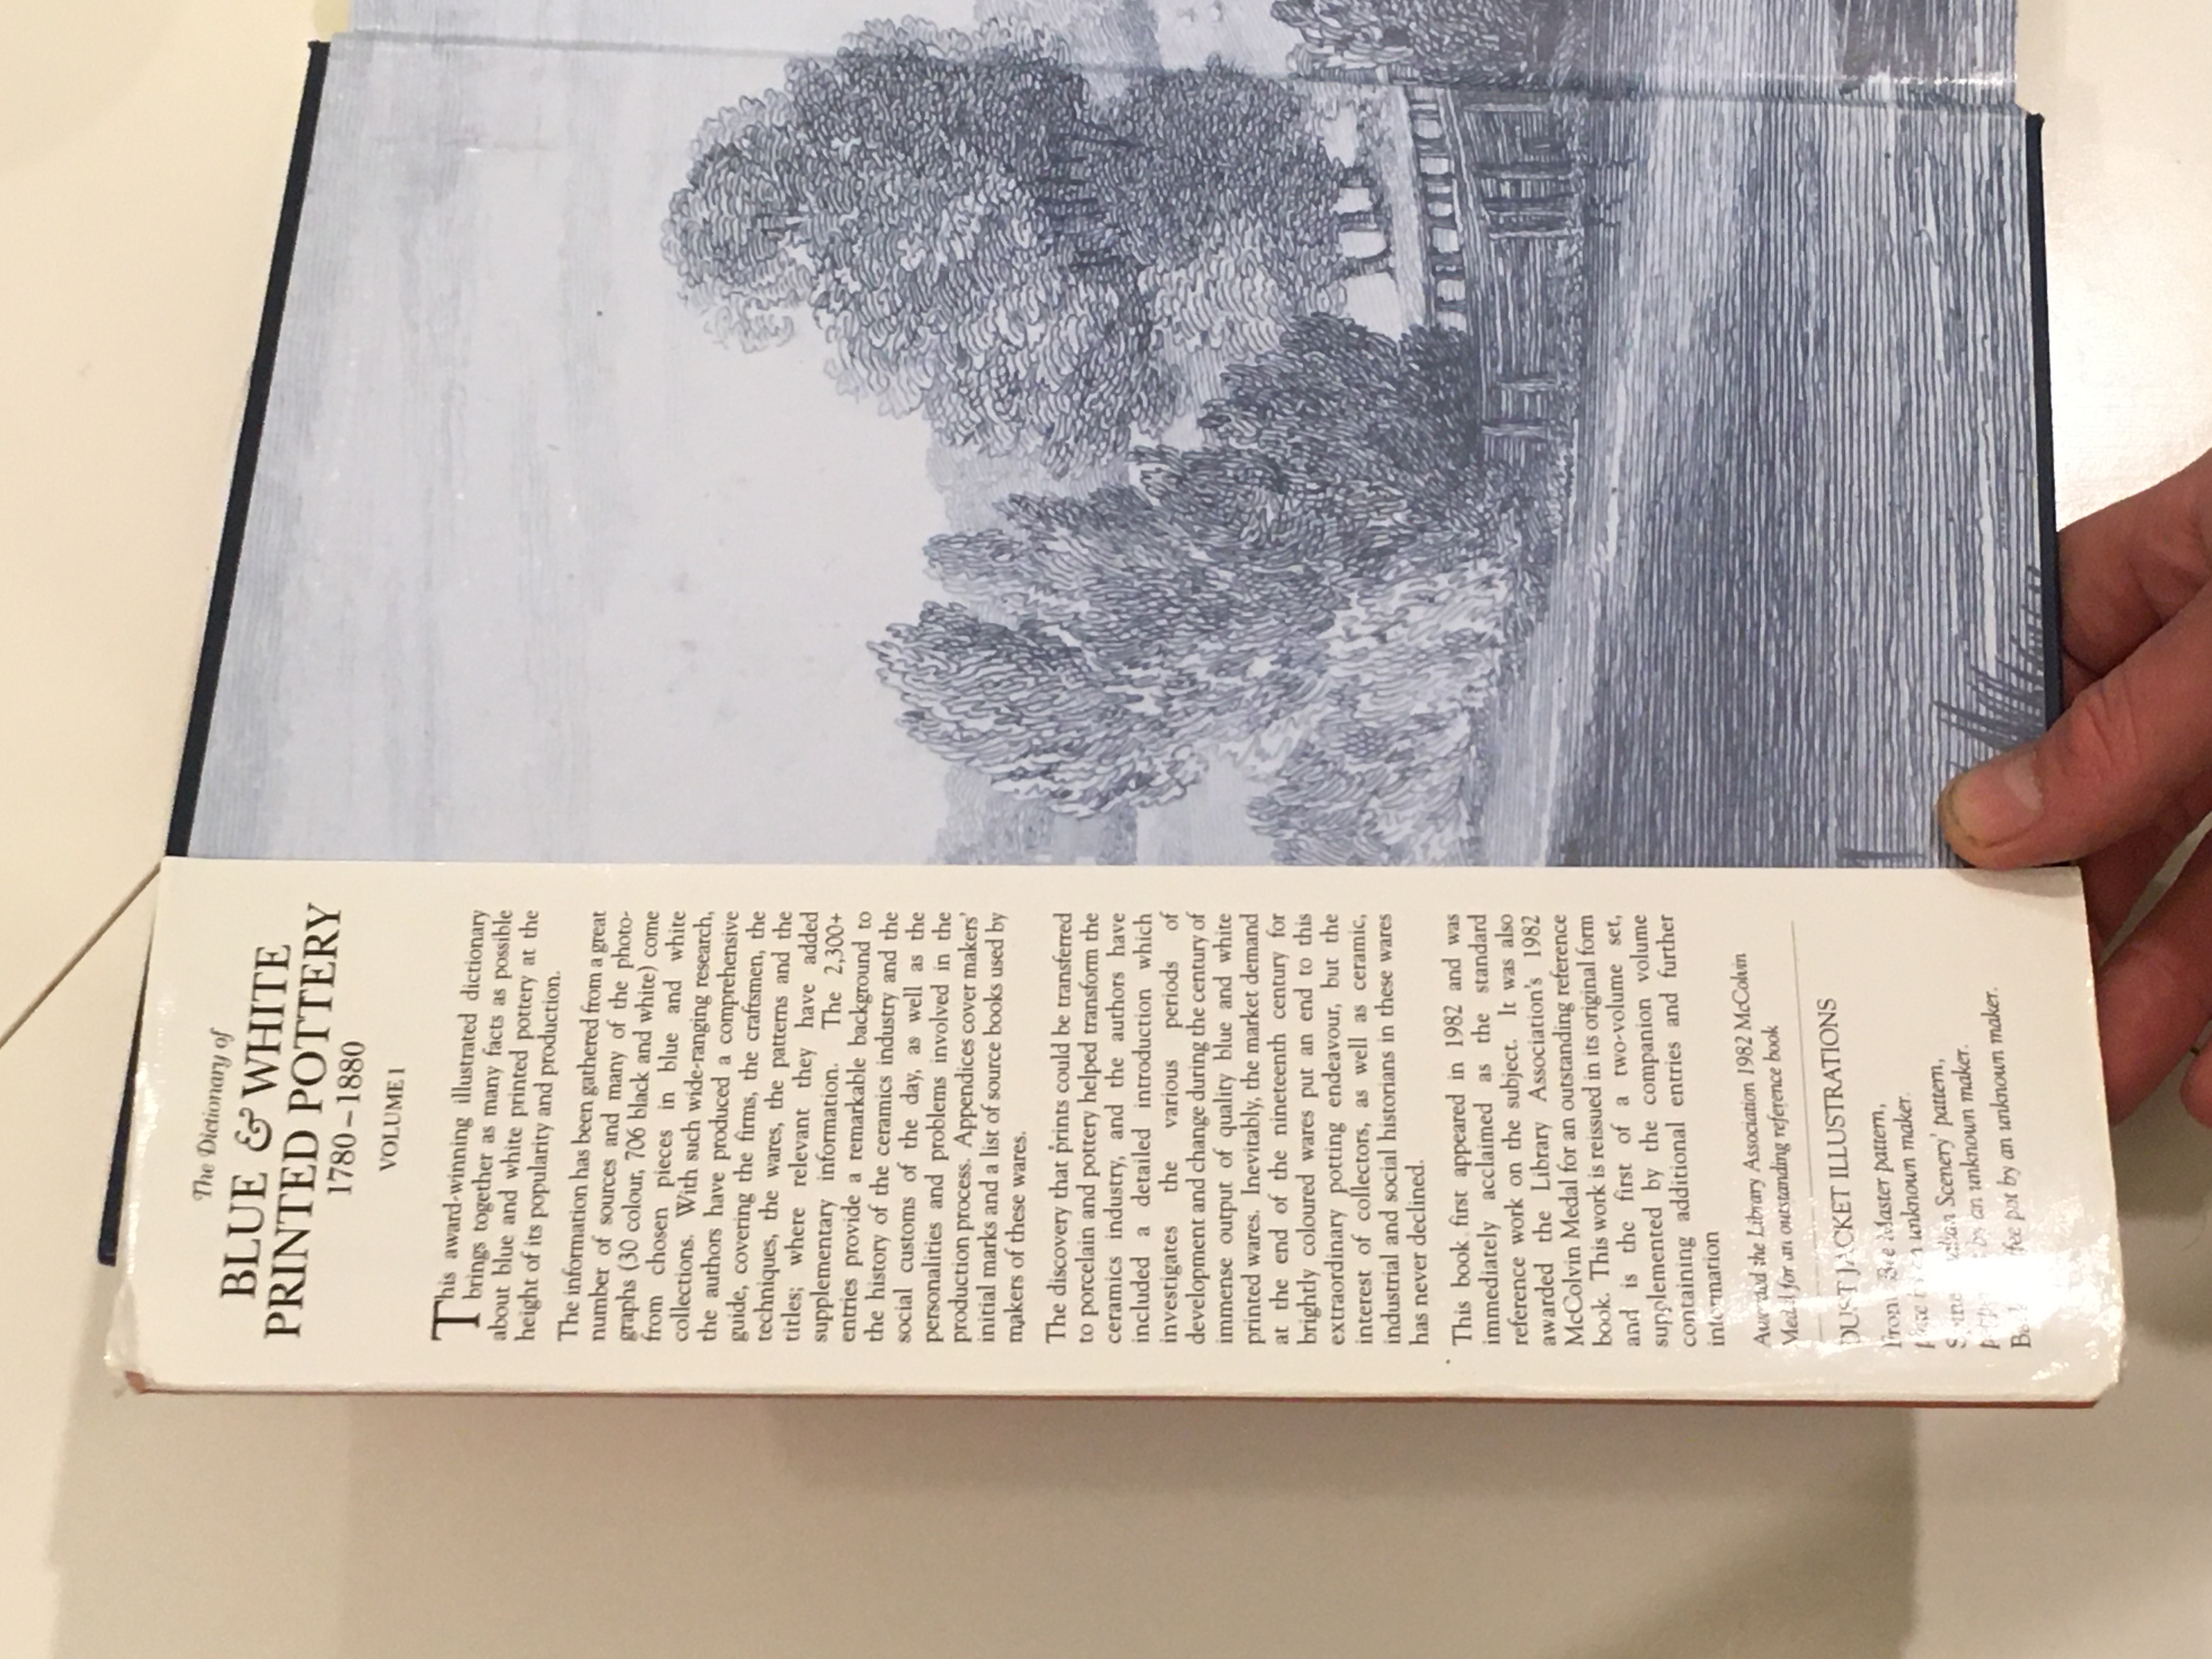 The Dictionary of
BLUE & WHITE
PRINTED POTTERY
1780–1880
VOLUME 1
This award-winning illustrated dictionary
brings together as many facts as possible
about blue and white printed pottery at the
height of its popularity and production.
The information has been gathered from a great
number of sources and many of the photo-
graphs (30 colour, 706 black and white) come
from chosen pieces in blue and white
collections. With such wide-ranging research,
the authors have produced a comprehensive
guide, covering the firms, the craftsmen, the
techniques, the wares, the patterns and the
titles; where relevant they have added
supplementary information. The 2,300+
entries provide a remarkable background to
the history of the ceramics industry and the
social customs of the day, as well as the
personalities and problems involved in the
production process. Appendices cover makers'
initial marks and a list of source books used by
makers of these wares.
The discovery that prints could be transferred
to porcelain and pottery helped transform the
ceramics industry, and the authors have
included a detailed introduction which
investigates the various periods of
development and change during the century of
immense output of quality blue and white
printed wares. Inevitably, the market demand
at the end of the nineteenth century for
brightly coloured wares put an end to this
extraordinary potting endeavour, but the
interest of collectors, as well as ceramic,
industrial and social historians in these wares
has never declined.
This book first appeared in 1982 and was
immediately acclaimed as the standard
reference work on the subject. It was also
awarded the Library Association's 1982
McColvin Medal for an outstanding reference
book. This work is reissued in its original form
and is the first of a two-volume set,
supplemented by the companion volume
containing additional entries and further
information
Awarded the Library Association 1982 McColvin
Medal for an outstanding reference book
DUST JACKET ILLUSTRATIONS
Front Bee Master pattern,
unknown maker.
Scenery' pattern,
by an unknown maker.
pot by an unknown maker.